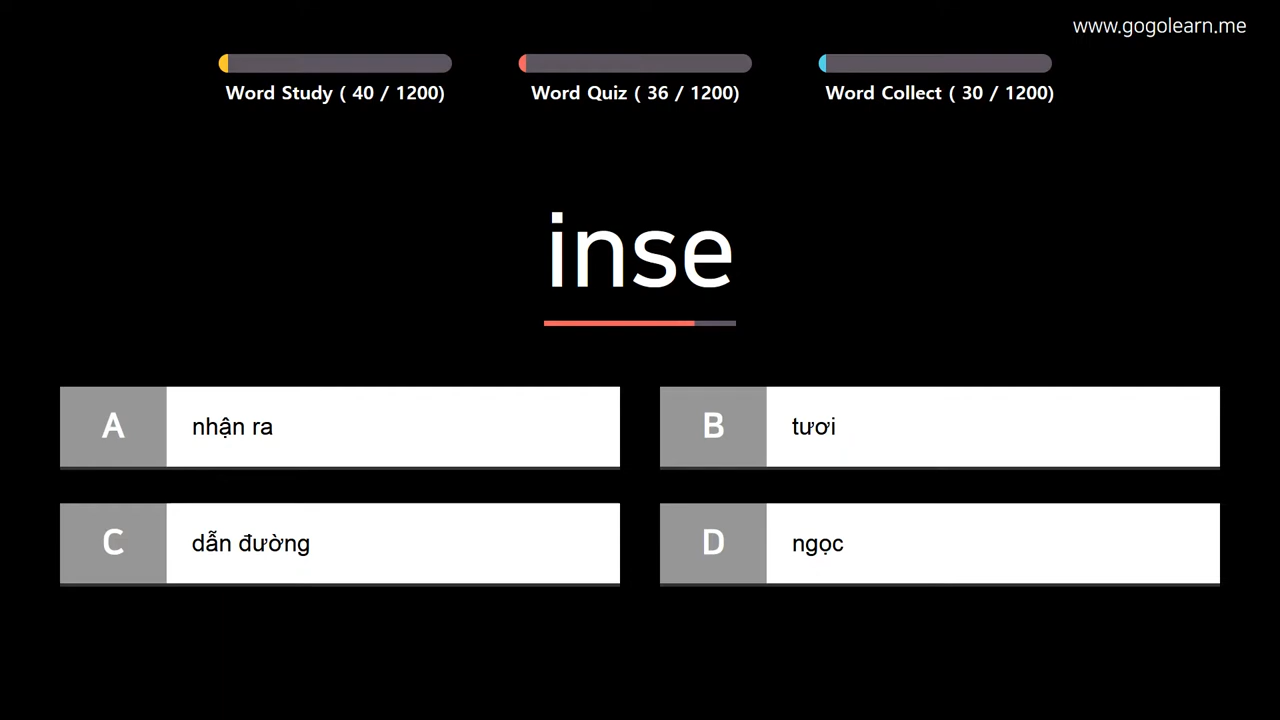 www.gogolearn.me
Word Study ( 40 / 1200)
Word Quiz ( 36 / 1200)
Word Collect ( 30 / 1200)
inse
A nhận ra
B tươi
C dẫn đường
D ngọc